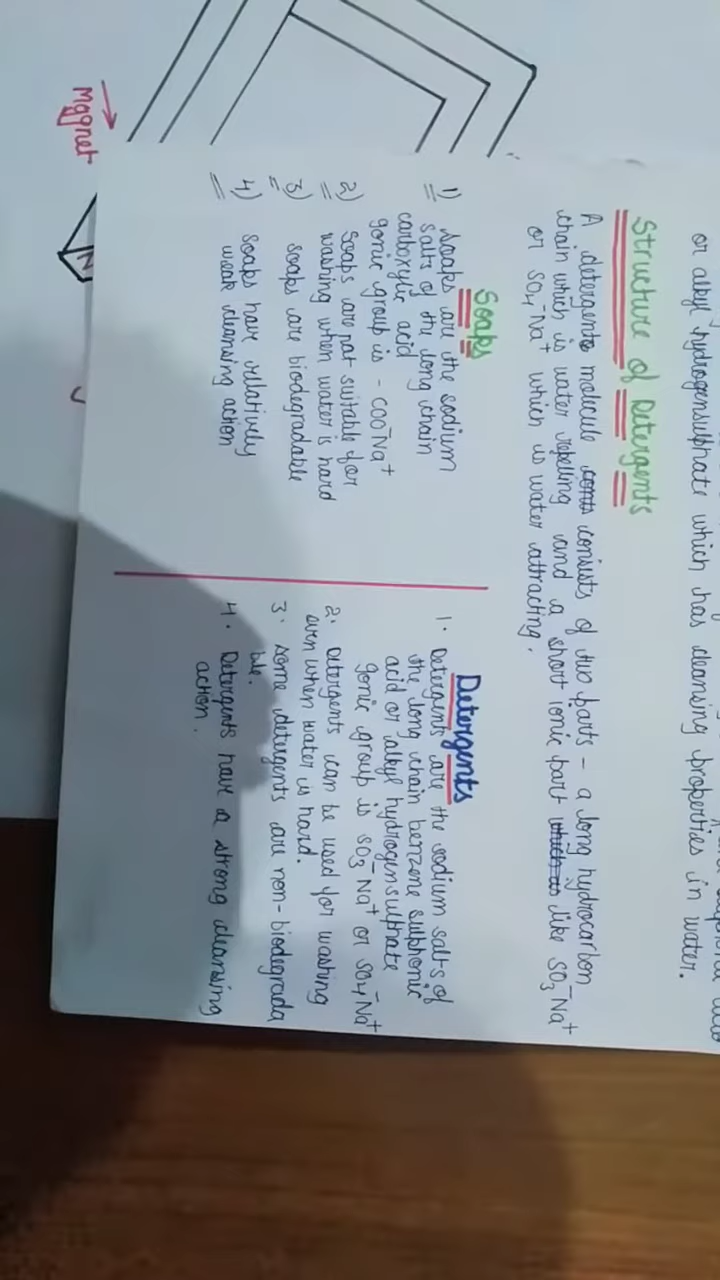 or alkyl hydrogensulphate which has cleansing properties in water.
Structure of Detergents
A detergents molecule conts consists of two parts - a long hydrocarbon
chain which is water repelling and a short ionic part which is like SO3⁻Na⁺
or SO4⁻Na⁺ which is water attracting.
Soaps
1) Soaps are the sodium
salts of the long chain
carboxylic acid
gonic group is - COO⁻Na⁺
2) Soaps are not suitable for
washing when water is hard
3) soaps are biodegradable
4) soaps have relatively
weak cleansing action
Detergents
1. Detergents are the sodium salts of
the long chain benzene sulphonic
acid or alkyl hydrogensulphate
gonic group is SO3⁻Na⁺ or SO4⁻Na⁺
2. Detergents can be used for washing
even when water is hard.
3. some detergents are non-biodegrada
ble.
4. Detergents have a strong cleansing
action.
Magnet
N